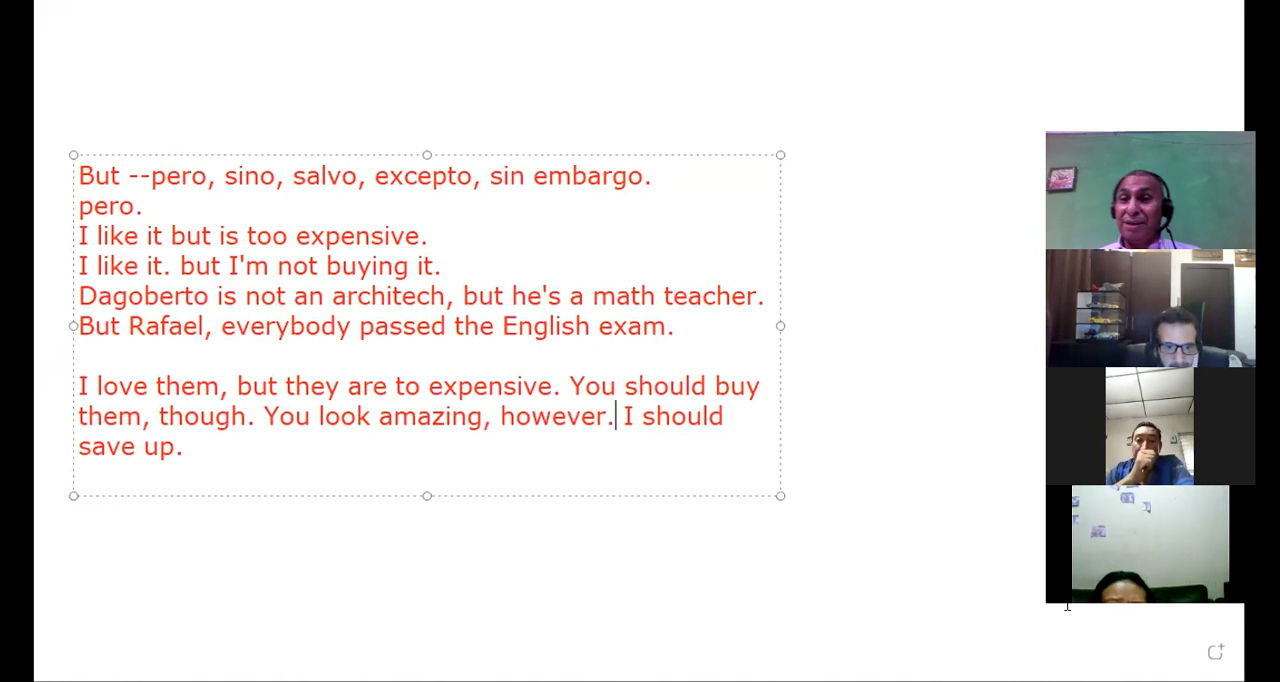 But --pero, sino, salvo, excepto, sin embargo.
pero.
I like it but is too expensive.
I like it. but I'm not buying it.
Dagoberto is not an architech, but he's a math teacher.
But Rafael, everybody passed the English exam.
I love them, but they are to expensive. You should buy
them, though. You look amazing, however. I should
save up.